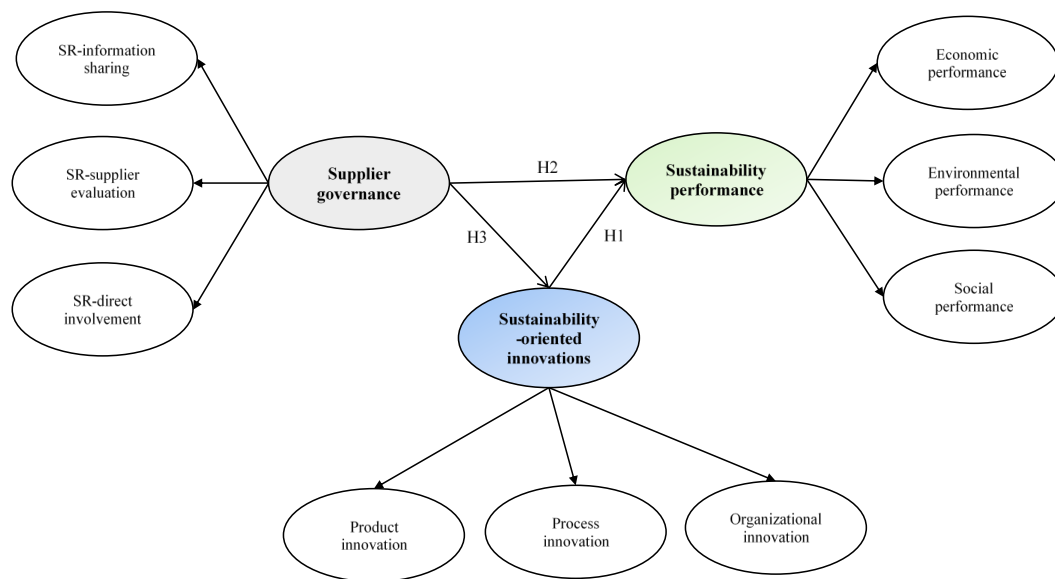 SR-information
sharing
SR-supplier
evaluation
SR-direct
involvement
Supplier
governance
H2
H3
H1
Sustainability
performance
Sustainability
-oriented
innovations
Economic
performance
Environmental
performance
Social
performance
Product
innovation
Process
innovation
Organizational
innovation